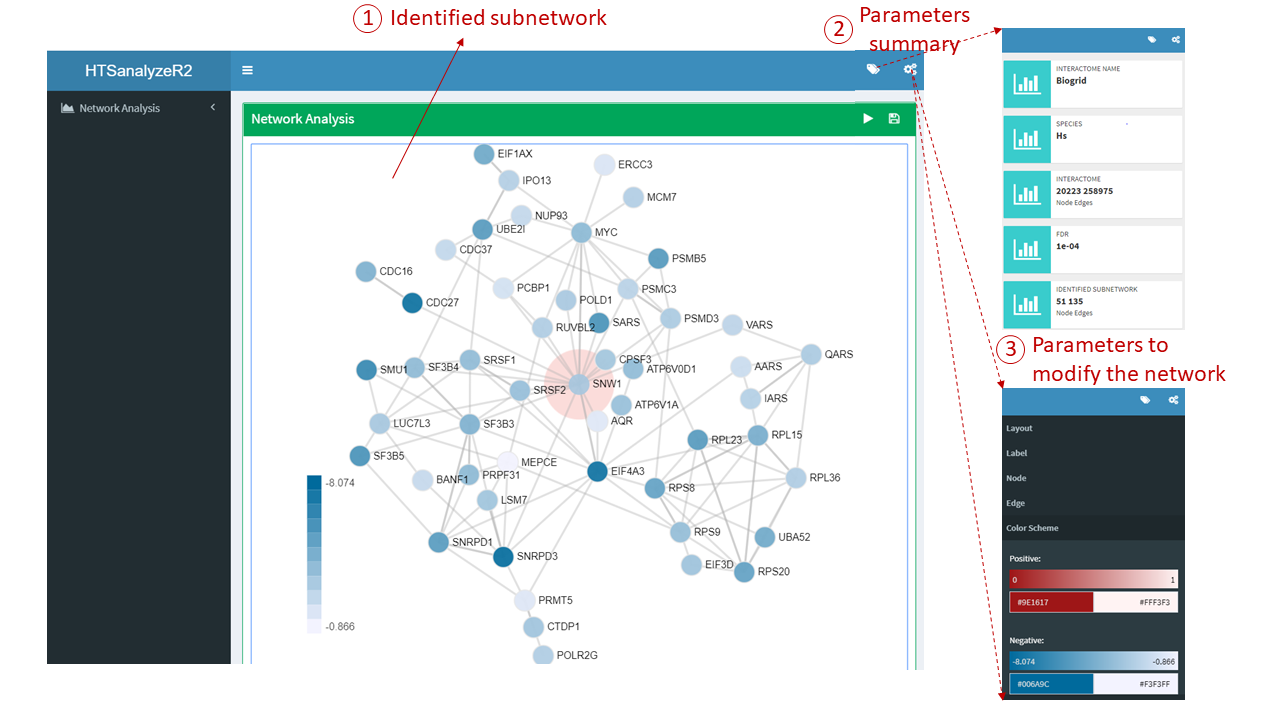 1 Identified subnetwork
2 Parameters
summary
HTSanalyzeR2
Network Analysis
Network Analysis
EIF1AX
ERCC3
IPO13
MCM7
NUP93
UBE2I
MYC
CDC37
PSMB5
CDC16
PCBP1
PSMC3
CDC27
POLD1
RUVBL2
SARS
PSMD3
VARS
QARS
SRSF1
CPSF3
SMU1
SF3B4
ATP6V0D1
AARS
SNW1
SRSF2
IARS
ATP6V1A
LUC7L3
SF3B3
AQR
RPL23
RPL15
SF3B5
MEPCE
EIF4A3
BANF1
PRPF31
RPL36
RPS8
LSM7
RPS9
UBA52
SNRPD1
SNRPD3
EIF3D
RPS20
PRMT5
CTDP1
POLR2G
-8.074
-0.866
INTERACTOME NAME
Biogrid
SPECIES
-
Hs
INTERACTOME
20223 258975
Node Edges
FDR
1e-04
IDENTIFIED SUBNETWORK
51 135
Node Edges
3 Parameters to
modify the network
Layout
Label
Node
Edge
Color Scheme
Positive:
0 1
#9E1617 #FFF3F3
Negative:
-8.074 -0.866
#006A9C #F3F3FF